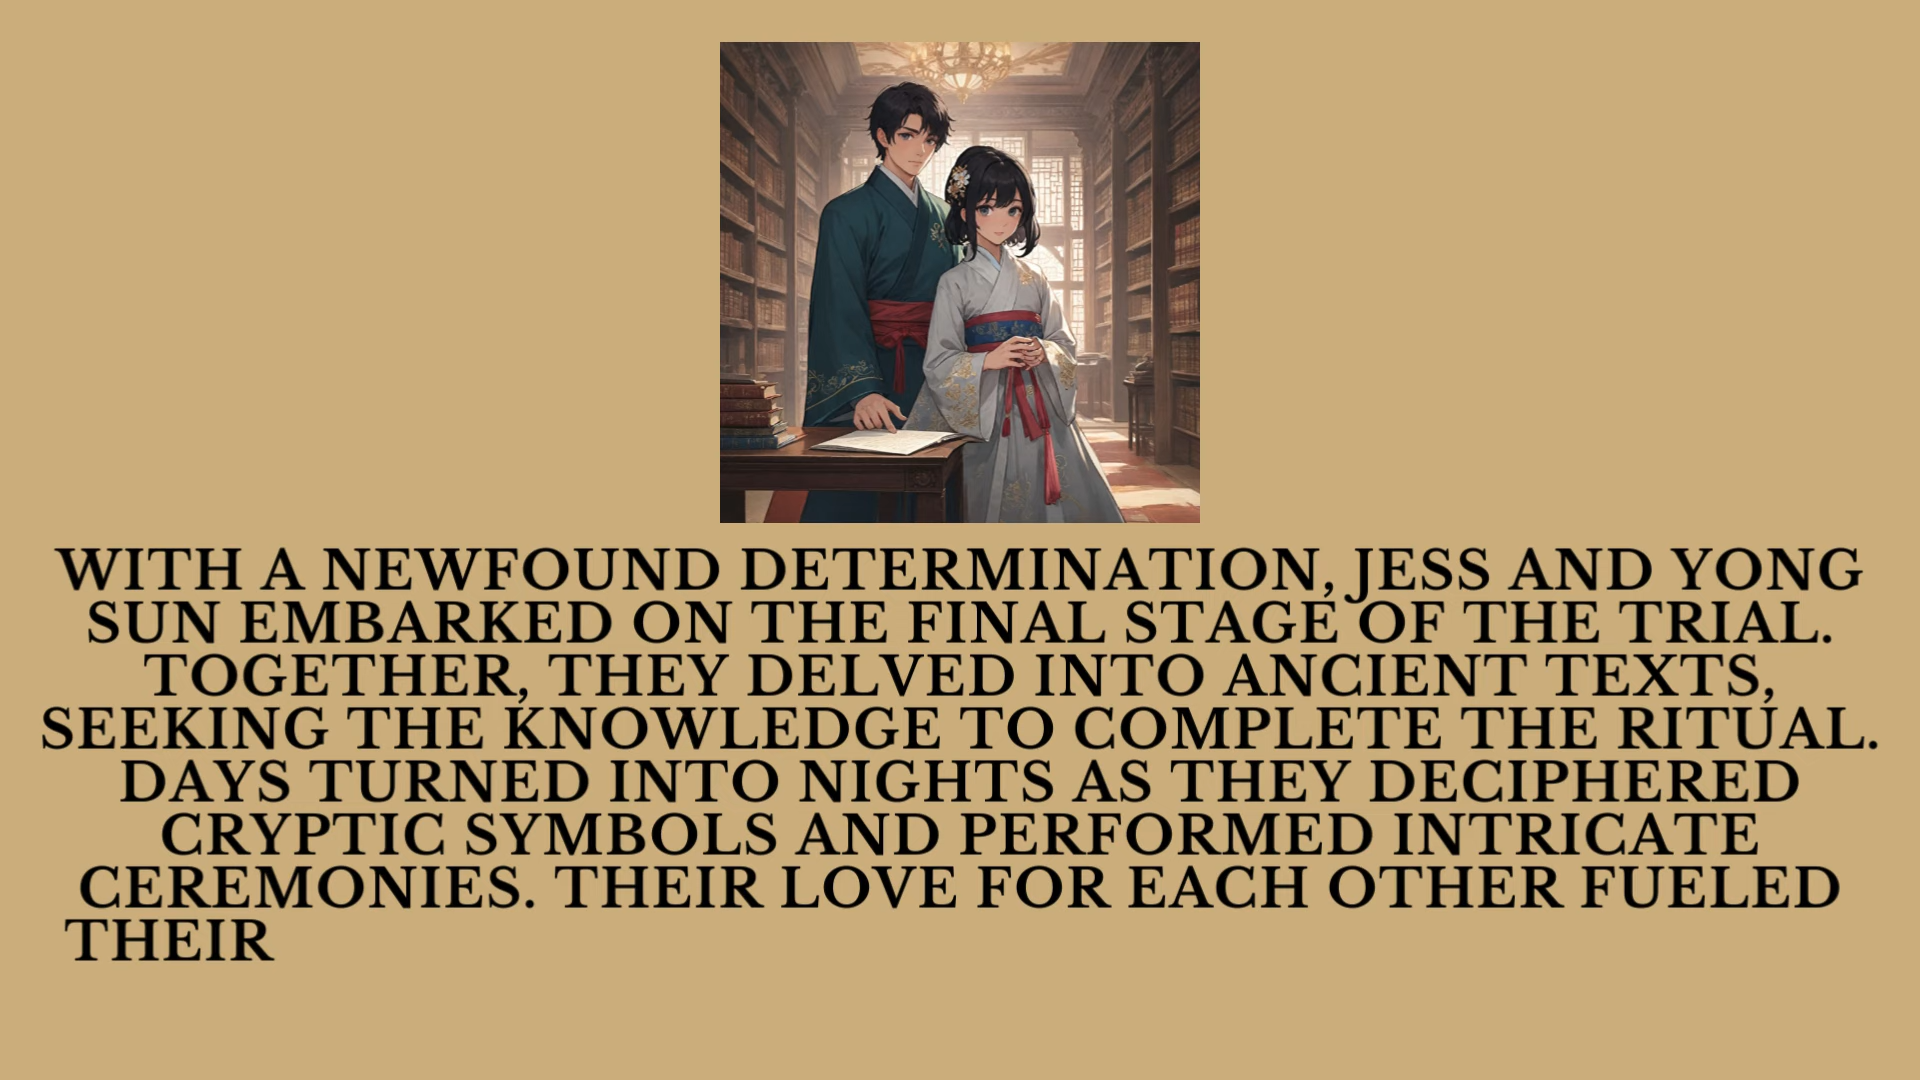 WITH A NEWFOUND DETERMINATION, JESS AND YONG
SUN EMBARKED ON THE FINAL STAGE OF THE TRIAL.
TOGETHER, THEY DELVED INTO ANCIENT TEXTS,
SEEKING THE KNOWLEDGE TO COMPLETE THE RITUAL.
DAYS TURNED INTO NIGHTS AS THEY DECIPHERED
CRYPTIC SYMBOLS AND PERFORMED INTRICATE
CEREMONIES. THEIR LOVE FOR EACH OTHER FUELED
THEIR